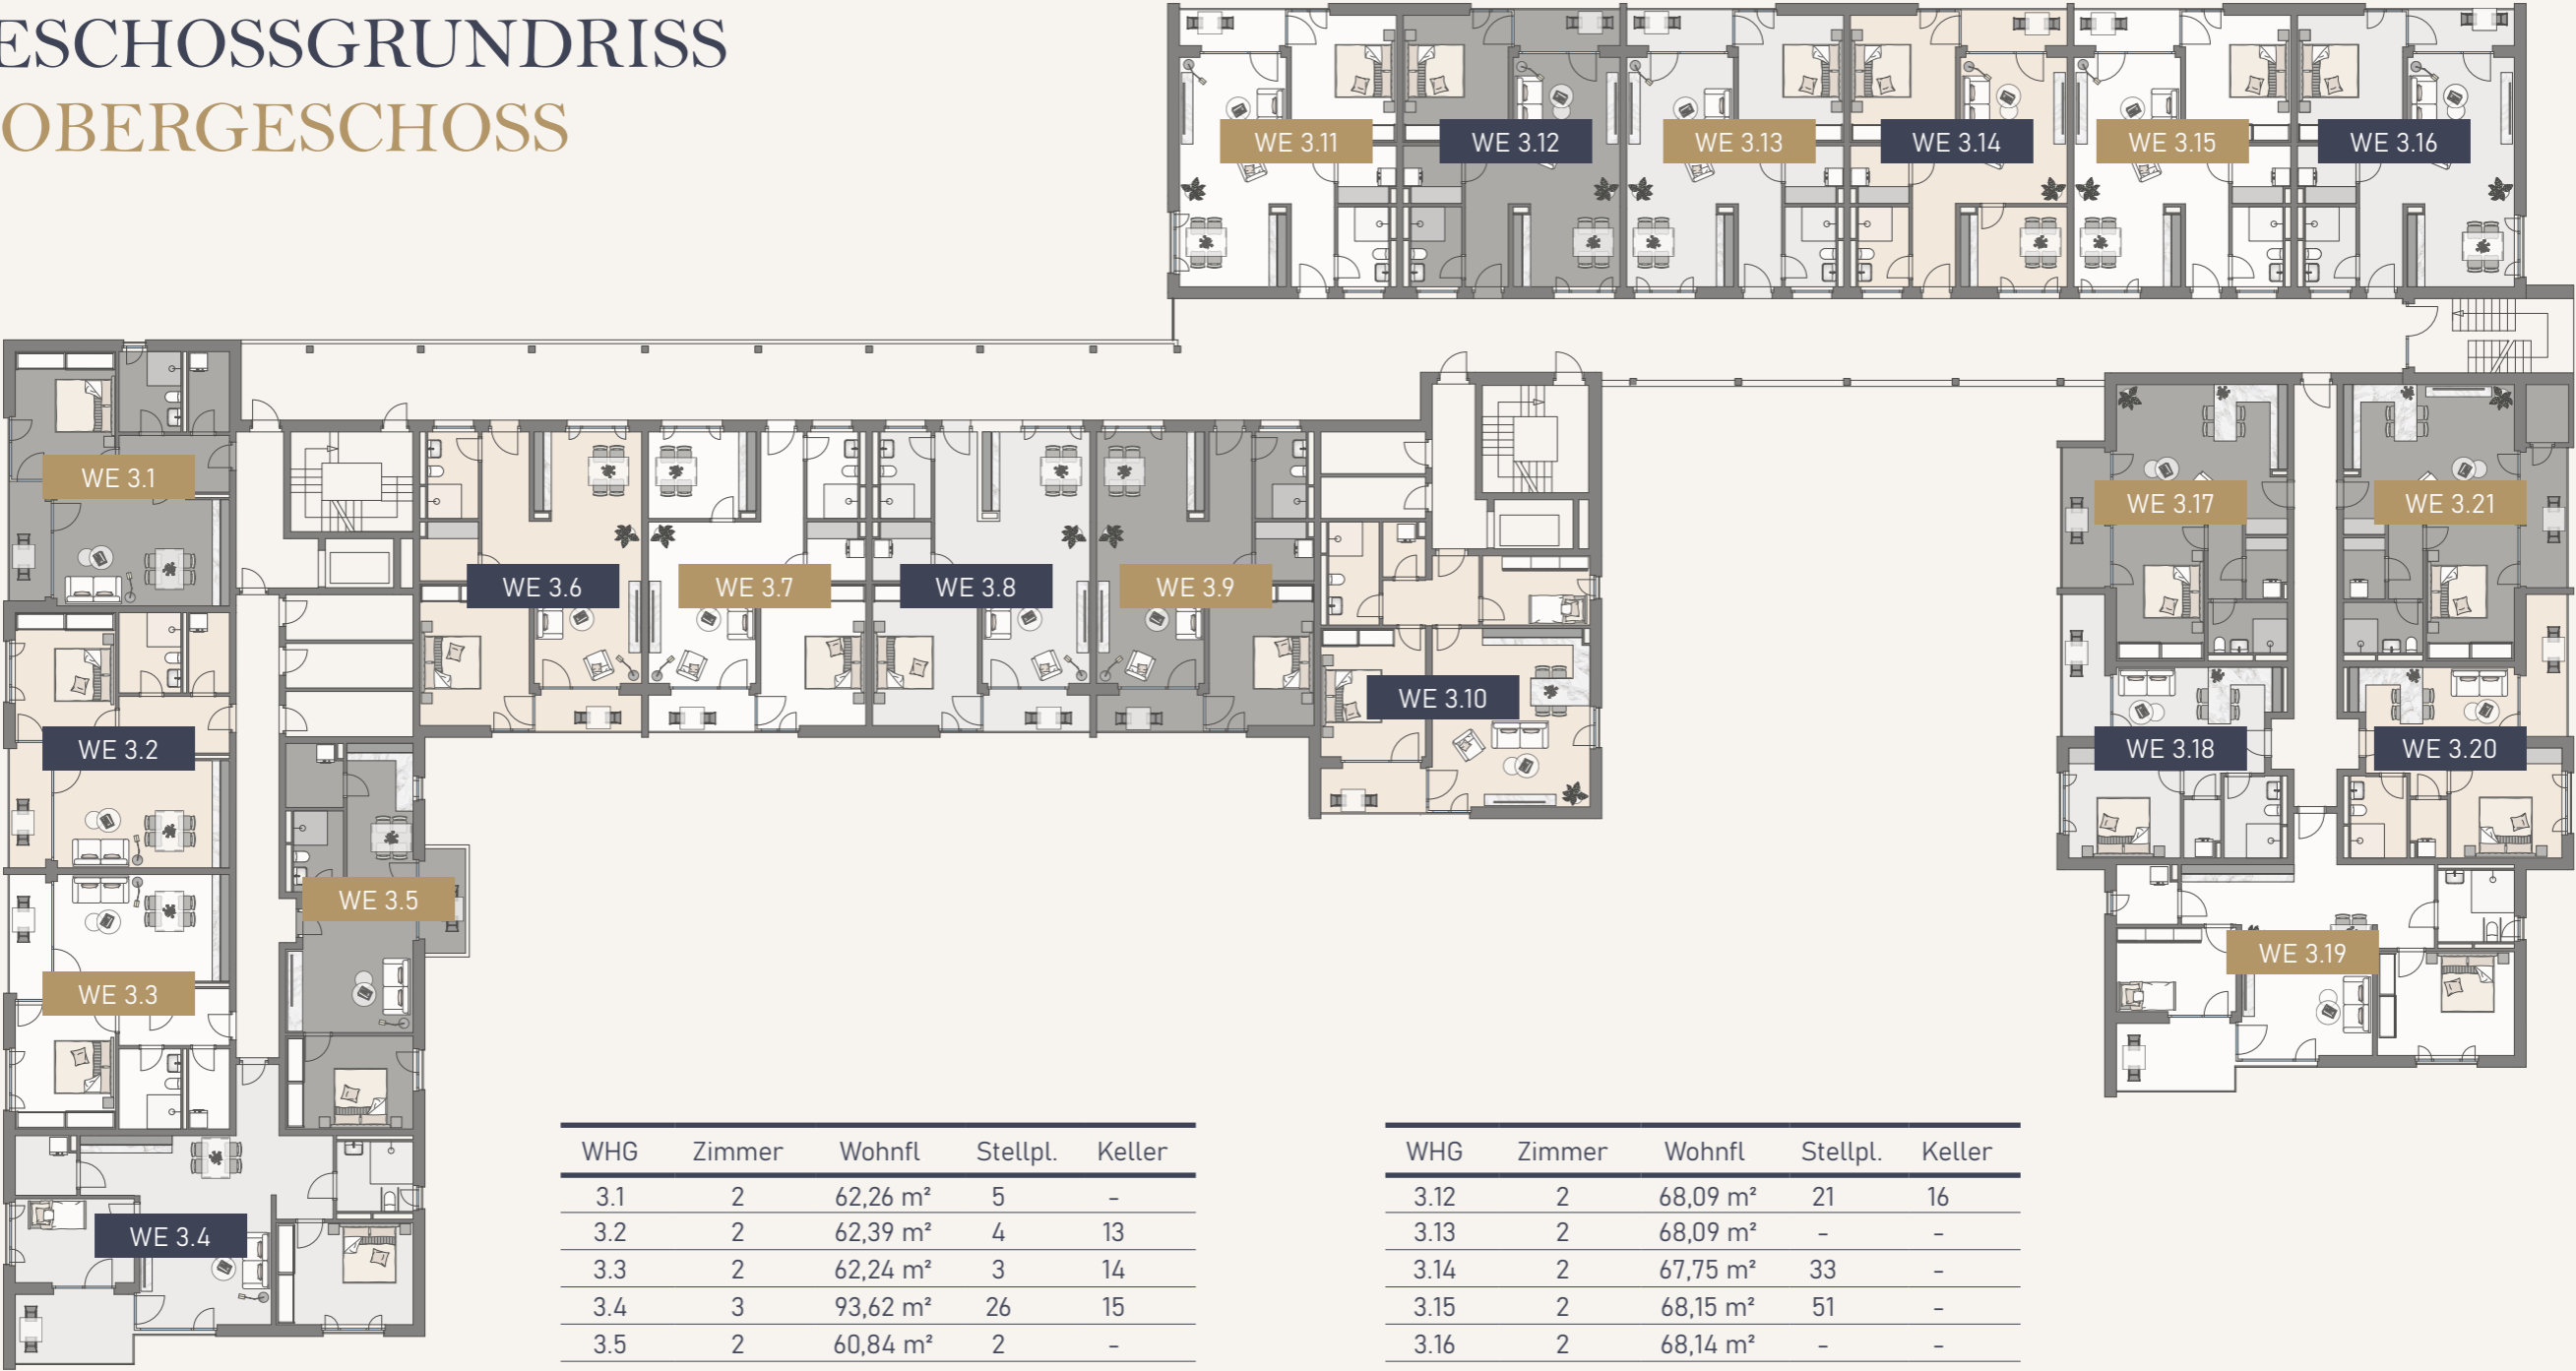 ESCHOSSGRUNDRISS
OBERGESCHOSS
WE 3.11
WE 3.12
WE 3.13
WE 3.14
WE 3.15
WE 3.16
WE 3.1
WE 3.17
WE 3.21
WE 3.6
WE 3.7
WE 3.8
WE 3.9
WE 3.10
WE 3.2
WE 3.18
WE 3.20
WE 3.5
WE 3.19
WE 3.3
WE 3.4
WHG Zimmer Wohnfl Stellpl. Keller
3.1 2 62,26 m² 5 -
3.2 2 62,39 m² 4 13
3.3 2 62,24 m² 3 14
3.4 3 93,62 m² 26 15
3.5 2 60,84 m² 2 -
WHG Zimmer Wohnfl Stellpl. Keller
3.12 2 68,09 m² 21 16
3.13 2 68,09 m² - -
3.14 2 67,75 m² 33 -
3.15 2 68,15 m² 51 -
3.16 2 68,14 m² - -